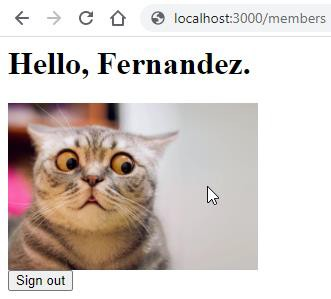 localhost:3000/members
Hello, Fernandez.
Sign out